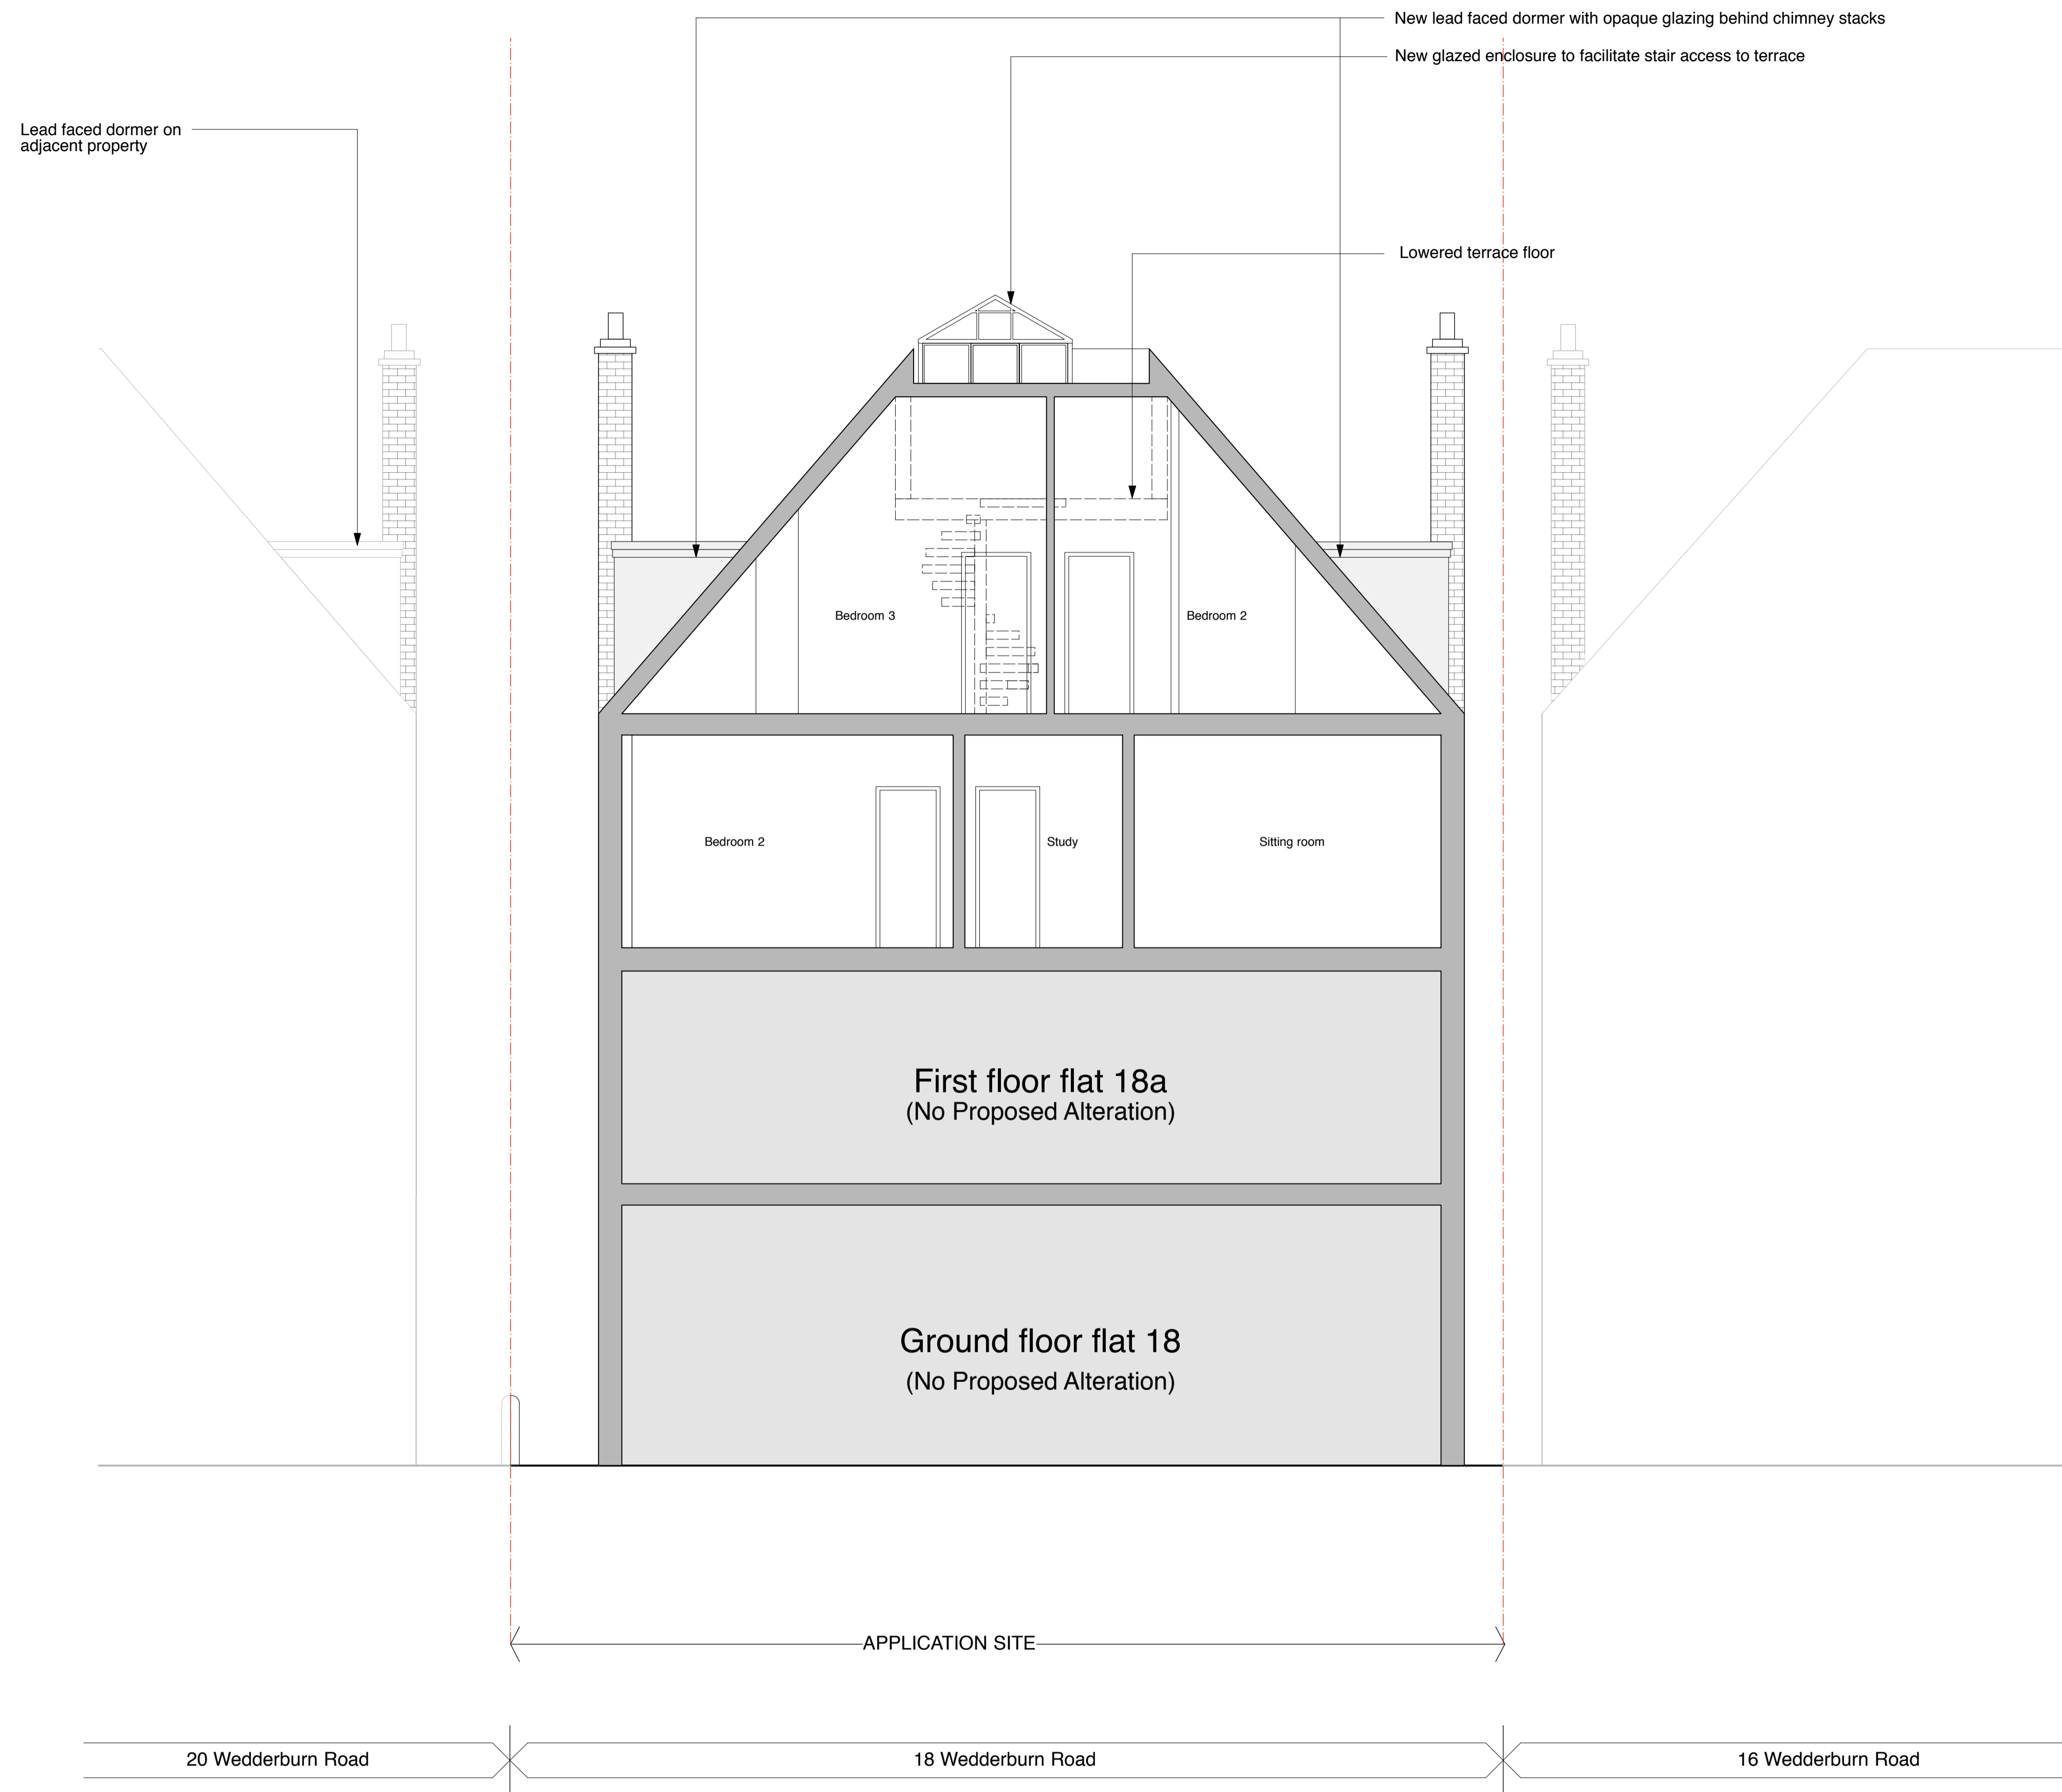 New lead faced dormer with opaque glazing behind chimney stacks
New glazed enclosure to facilitate stair access to terrace
Lead faced dormer on
adjacent property
Lowered terrace floor
Bedroom 3
Bedroom 2
Bedroom 2
Study
Sitting room
First floor flat 18a
(No Proposed Alteration)
Ground floor flat 18
(No Proposed Alteration)
APPLICATION SITE
20 Wedderburn Road
18 Wedderburn Road
16 Wedderburn Road